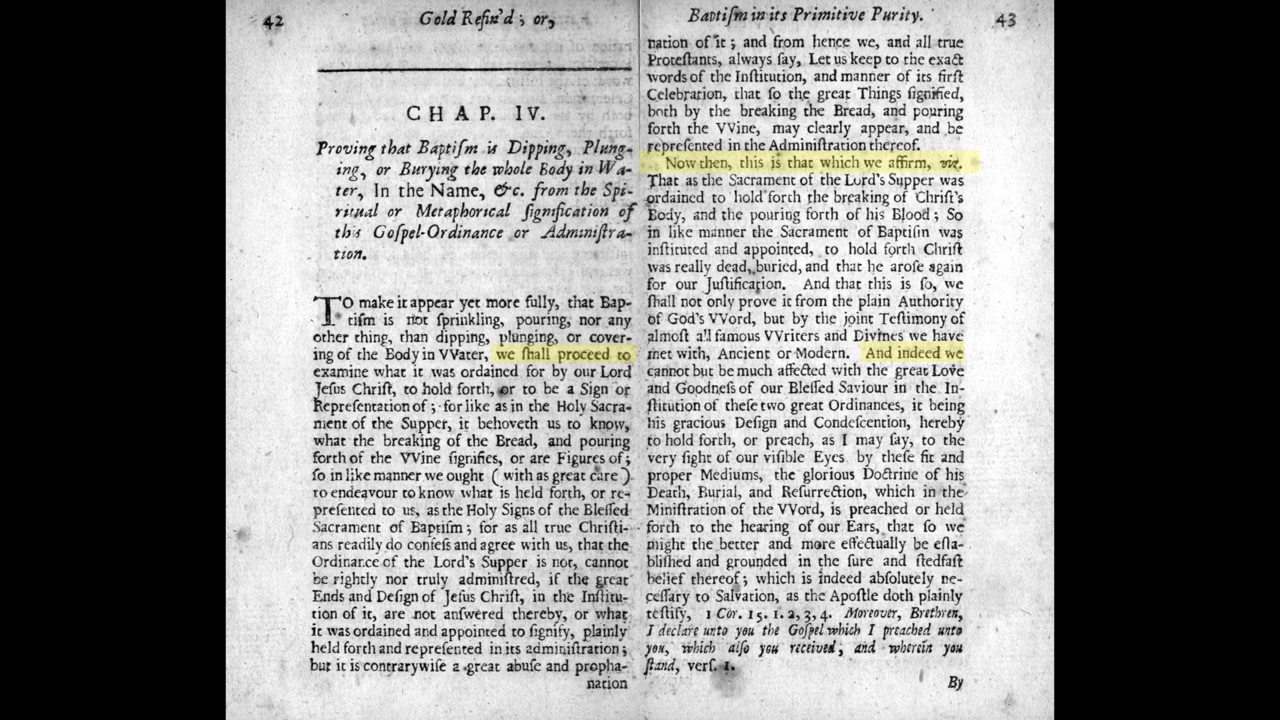 42
Gold Refin'd ; or,
CHAP. IV.
Proving that Baptiſm is Dipping, Plung-
ing, or Burying the whole Body in Wa-
ter, In the Name, &c. from the Spi-
ritual or Metaphorical ſignification of
this Goſpel-Ordinance or Adminiſtra-
tion.
TO make it appear yet more fully, that Bap-
tiſm is not ſprinkling, pouring, nor any
other thing, than dipping, plunging, or cover-
ing of the Body in VVater, we ſhall proceed to
examine what it was ordained for by our Lord
Jeſus Chriſt, to hold forth, or to be a Sign or
Repreſentation of ; for like as in the Holy Sacra-
ment of the Supper, it behoveth us to know,
what the breaking of the Bread, and pouring
forth of the VVine ſignifies, or are Figures of ;
ſo in like manner we ought ( with as great care )
to endeavour to know what is held forth, or re-
preſented to us, as the Holy Signs of the Bleſſed
Sacrament of Baptiſm ; for as all true Chriſti-
ans readily do confeſs and agree with us, that the
Ordinance of the Lord's Supper is not, cannot
be rightly nor truly adminiſtred, if the great
Ends and Deſign of Jeſus Chriſt, in the Inſtitu-
tion of it, are not anſwered thereby, or what
it was ordained and appointed to ſignify, plainly
held forth and repreſented in its adminiſtration ;
but it is contrarywiſe a great abuſe and propha-
nation
Baptiſm in its Primitive Purity.
43
nation of it ; and from hence we, and all true
Proteſtants, always ſay, Let us keep to the exact
words of the Inſtitution, and manner of its firſt
Celebration, that ſo the great Things ſignified,
both by the breaking the Bread, and pouring
forth the VVine, may clearly appear, and be
repreſented in the Adminiſtration thereof.
Now then, this is that which we affirm, viz.
That as the Sacrament of the Lord's Supper was
ordained to hold forth the breaking of Chriſt's
Body, and the pouring forth of his Blood ; So
in like manner the Sacrament of Baptiſm was
inſtituted and appointed, to hold forth Chriſt
was really dead, buried, and that he aroſe again
for our Juſtification. And that this is ſo, we
ſhall not only prove it from the plain Authority
of God's VVord, but by the joint Teſtimony of
almoſt all famous VVriters and Divines we have
met with, Ancient or Modern. And indeed we
cannot but be much affected with the great Love
and Goodneſs of our Bleſſed Saviour in the In-
ſtitution of theſe two great Ordinances, it being
his gracious Deſign and Condeſcention, hereby
to hold forth, or preach, as I may ſay, to the
very ſight of our viſible Eyes by theſe fit and
proper Mediums, the glorious Doctrine of his
Death, Burial, and Reſurrection, which in the
Miniſtration of the VVord, is preached or held
forth to the hearing of our Ears, that ſo we
might the better and more effectually be eſta-
bliſhed and grounded in the ſure and ſtedfaſt
belief thereof ; which is indeed abſolutely ne-
ceſſary to Salvation, as the Apoſtle doth plainly
teſtify, 1 Cor. 15. 1. 2, 3, 4. Moreover, Brethren,
I declare unto you the Goſpel which I preached unto
you, which alſo you received, and wherein you
ſtand, verſ. 1.
By